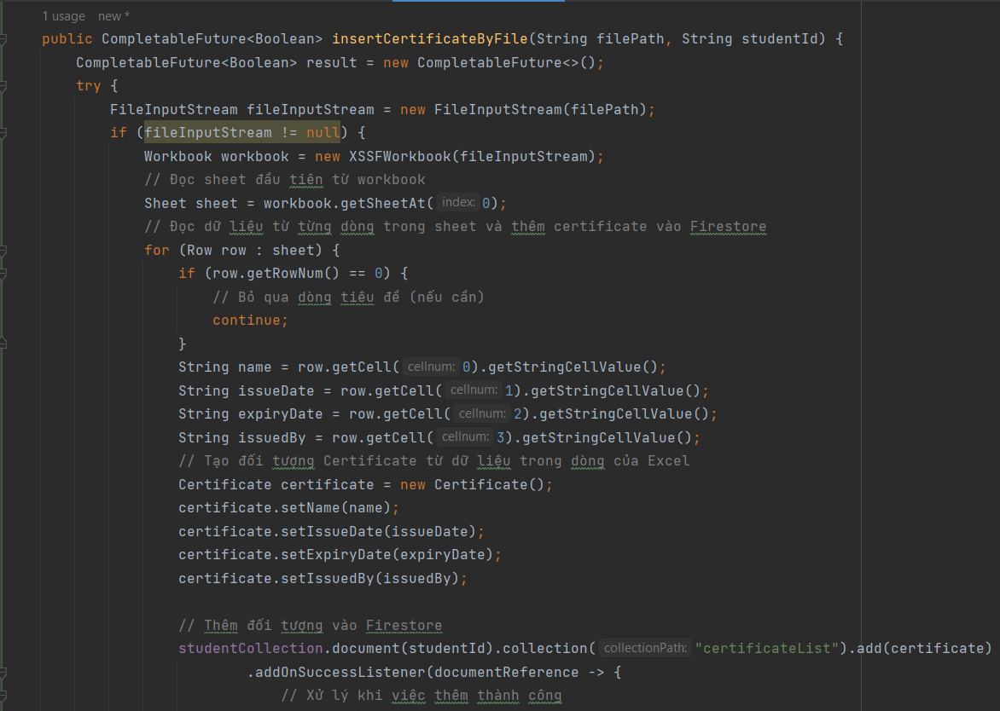 1 usage new *
public CompletableFuture<Boolean> insertCertificateByFile(String filePath, String studentId) {
CompletableFuture<Boolean> result = new CompletableFuture<>();
try {
FileInputStream fileInputStream = new FileInputStream(filePath);
if (fileInputStream != null) {
Workbook workbook = new XSSFWorkbook(fileInputStream);
// Đọc sheet đầu tiên từ workbook
Sheet sheet = workbook.getSheetAt( index: 0);
// Đọc dữ liệu từ từng dòng trong sheet và thêm certificate vào Firestore
for (Row row : sheet) {
if (row.getRowNum() == 0) {
// Bỏ qua dòng tiêu đề (nếu cần)
continue;
}
String name = row.getCell( cellnum: 0).getStringCellValue();
String issueDate = row.getCell( cellnum: 1).getStringCellValue();
String expiryDate = row.getCell( cellnum: 2).getStringCellValue();
String issuedBy = row.getCell( cellnum: 3).getStringCellValue();
// Tạo đối tượng Certificate từ dữ liệu trong dòng của Excel
Certificate certificate = new Certificate();
certificate.setName(name);
certificate.setIssueDate(issueDate);
certificate.setExpiryDate(expiryDate);
certificate.setIssuedBy(issuedBy);
// Thêm đối tượng vào Firestore
studentCollection.document(studentId).collection( collectionPath: "certificateList").add(certificate)
.addOnSuccessListener(documentReference -> {
// Xử lý khi việc thêm thành công